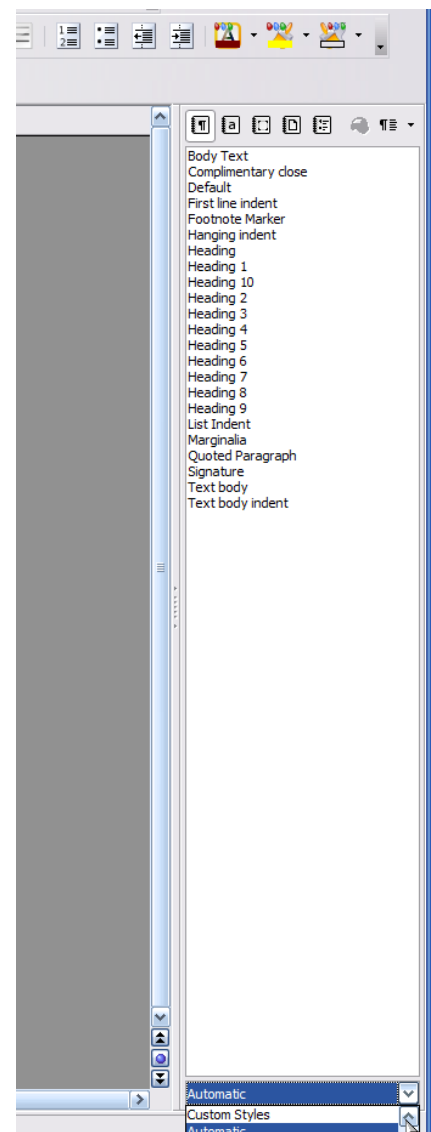 Body Text
Complimentary close
Default
First line indent
Footnote Marker
Hanging indent
Heading
Heading 1
Heading 10
Heading 2
Heading 3
Heading 4
Heading 5
Heading 6
Heading 7
Heading 8
Heading 9
List Indent
Marginalia
Quoted Paragraph
Signature
Text body
Text body indent
Automatic
Custom Styles
Automatic